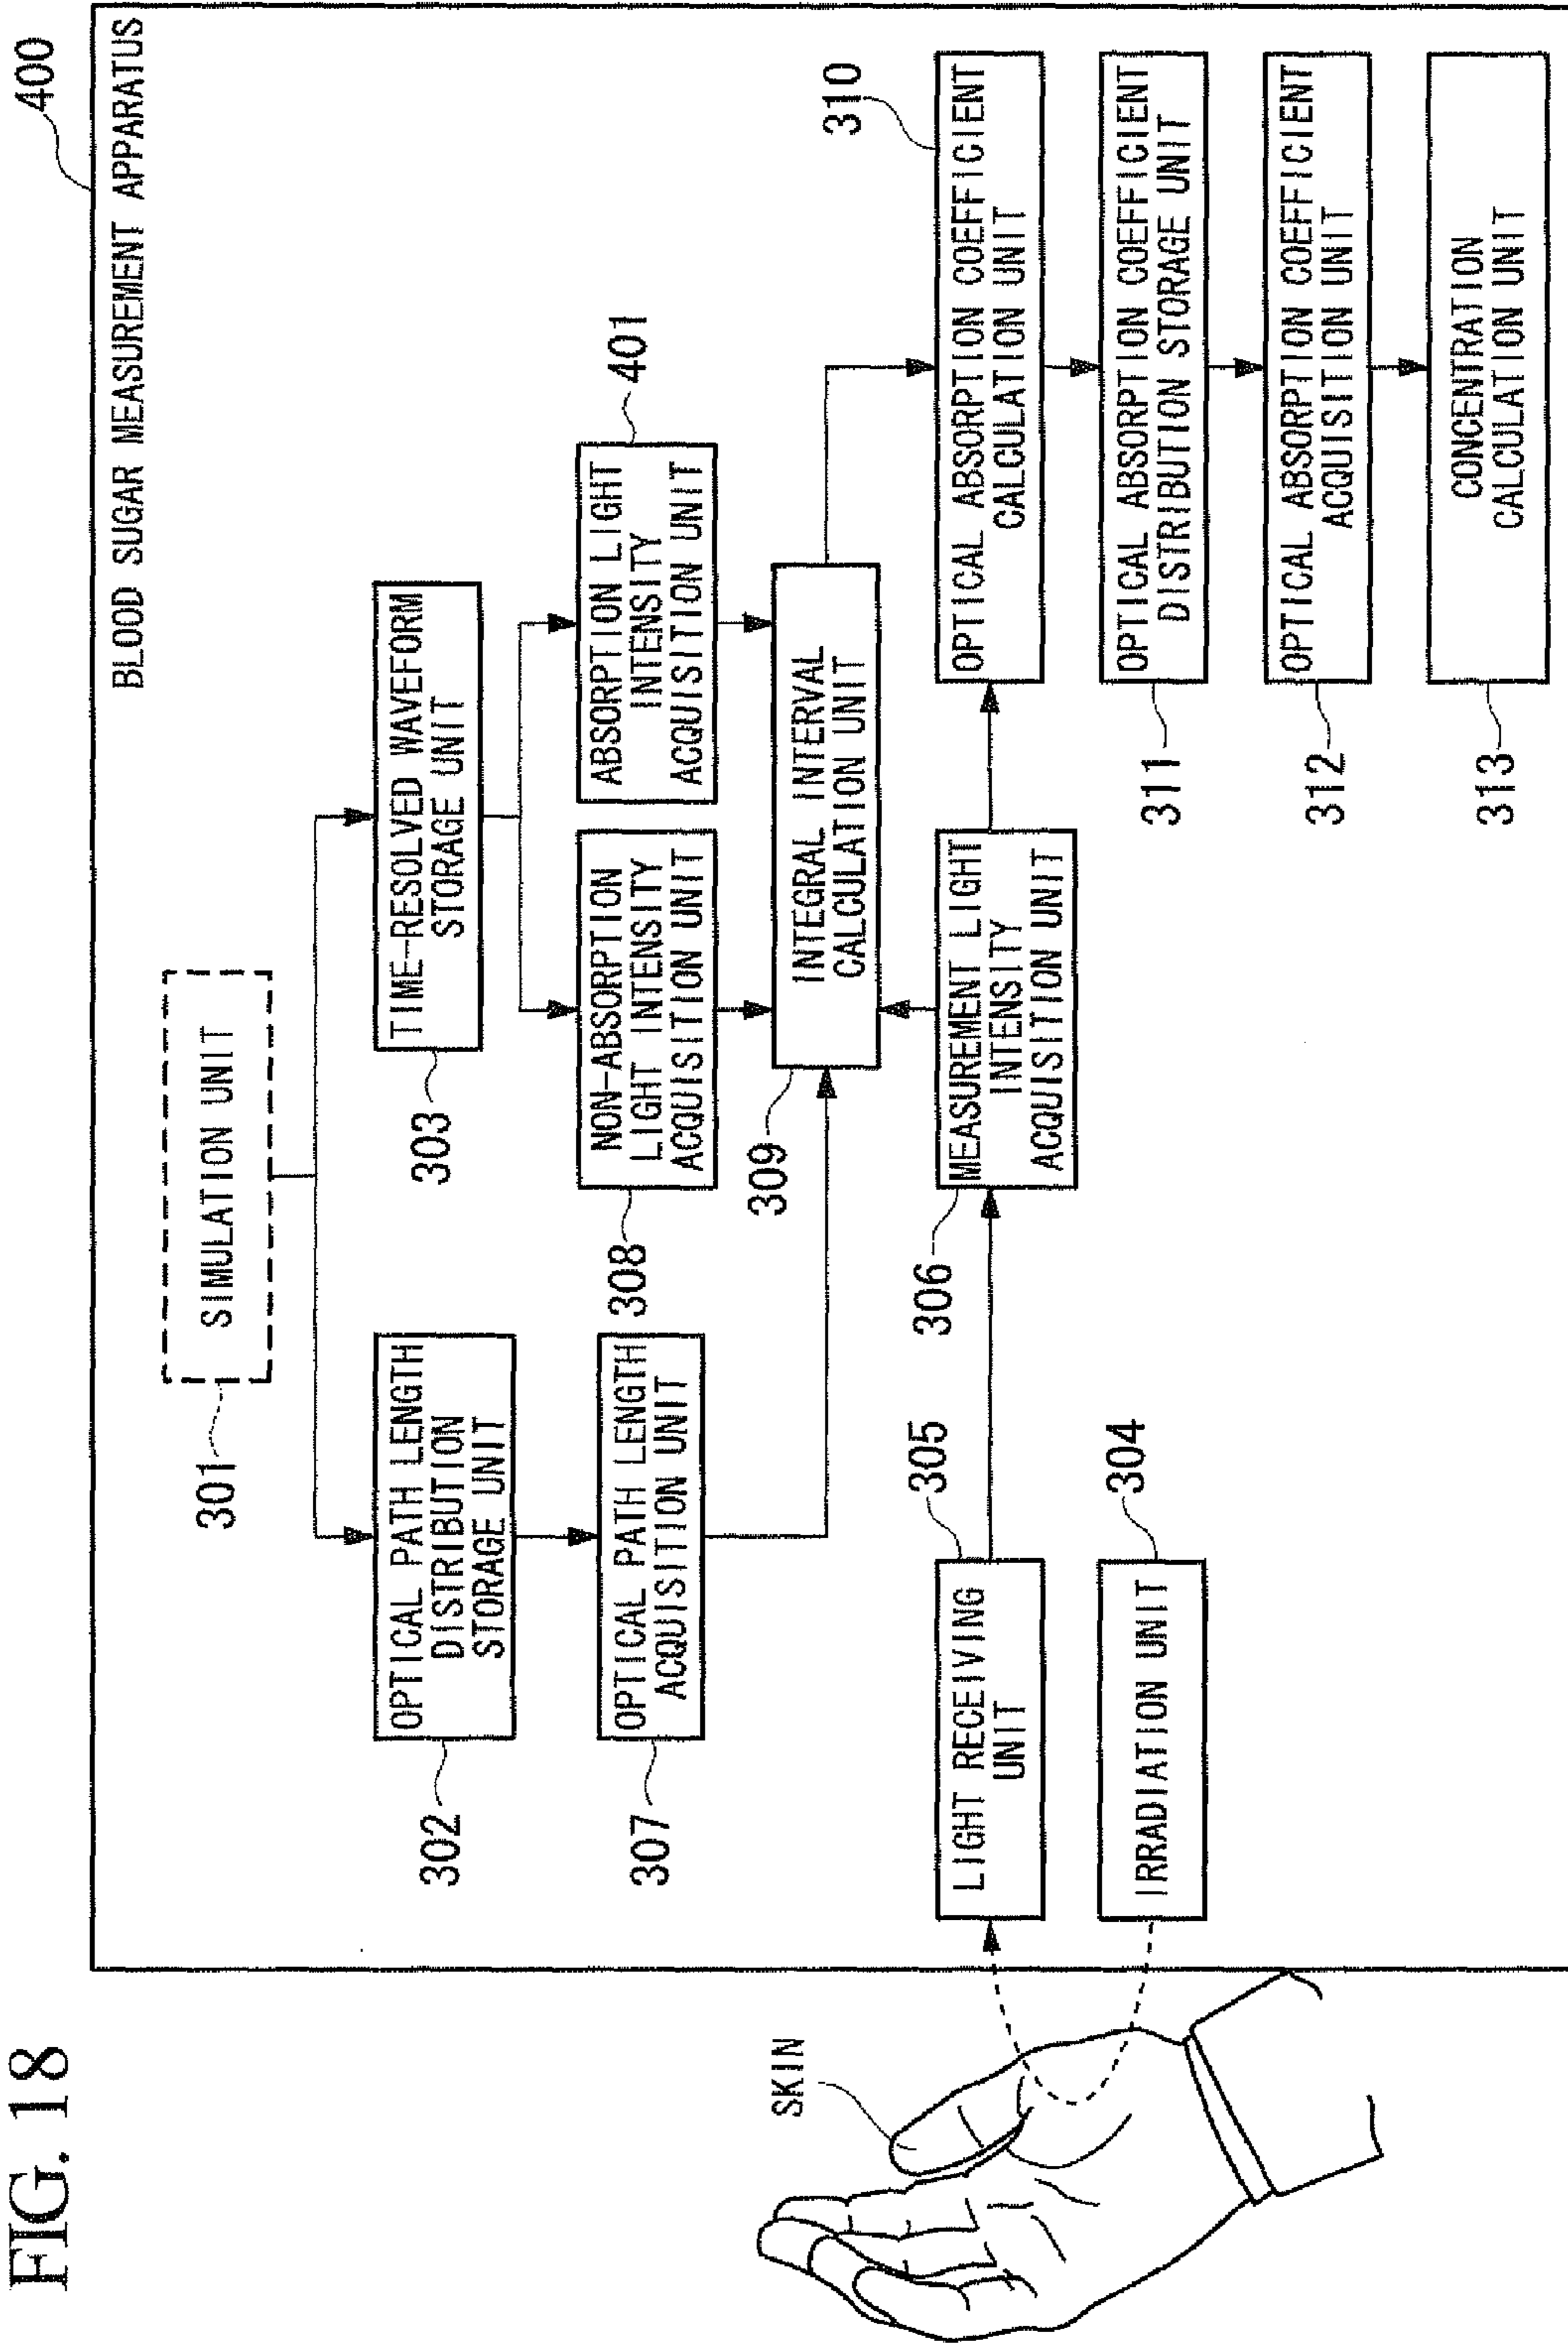 FIG. 18
400
BLOOD SUGAR MEASUREMENT APPARATUS
SIMULATION UNIT
301
OPTICAL PATH LENGTH
DISTRIBUTION
STORAGE UNIT
302
TIME-RESOLVED WAVEFORM
STORAGE UNIT
303
OPTICAL PATH LENGTH
ACQUISITION UNIT
307
NON-ABSORPTION
LIGHT INTENSITY
ACQUISITION UNIT
308
ABSORPTION LIGHT
INTENSITY
ACQUISITION UNIT
401
INTEGRAL INTERVAL
CALCULATION UNIT
309
SKIN
LIGHT RECEIVING
UNIT
305
MEASUREMENT LIGHT
INTENSITY
ACQUISITION UNIT
306
OPTICAL ABSORPTION COEFFICIENT
CALCULATION UNIT
310
IRRADIATION UNIT
304
OPTICAL ABSORPTION COEFFICIENT
DISTRIBUTION STORAGE UNIT
311
OPTICAL ABSORPTION COEFFICIENT
ACQUISITION UNIT
312
CONCENTRATION
CALCULATION UNIT
313